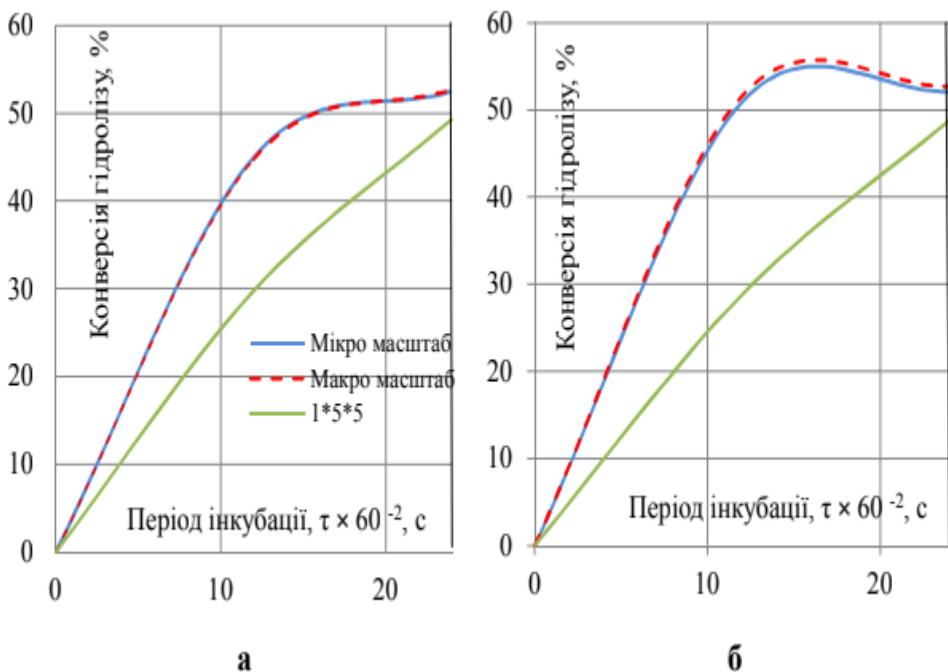 60
50
40
30
20
10
0
Конверсія гідролізу, %
Мікро масштаб
Макро масштаб
1*5*5
Період інкубації, τ × 60 -2, с
0
10
20
а
60
50
40
30
20
10
0
Конверсія гідролізу, %
Період інкубації, τ × 60 -2, с
0
10
20
б